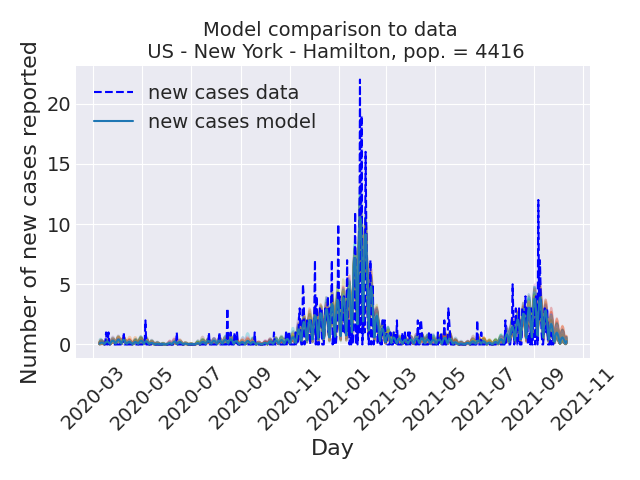 Model comparison to data
US - New York - Hamilton, pop. = 4416
Number of new cases reported
20
15
10
5
0
new cases data
new cases model
2020-03
2020-05
2020-07
2020-09
2020-11
2021-01
2021-03
2021-05
2021-07
2021-09
2021-11
Day